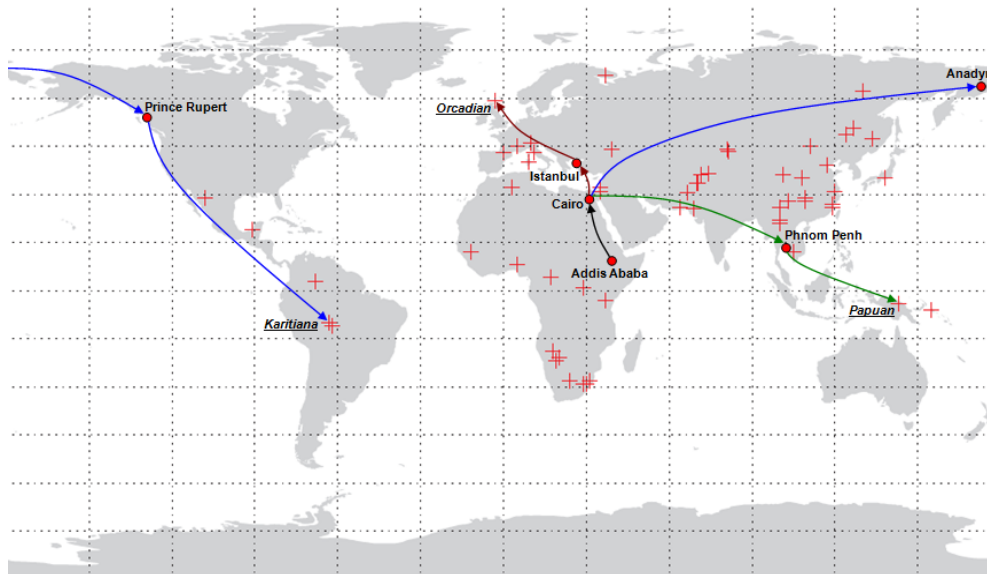 Anadyr
Prince Rupert
Orcadian
Istanbul
Cairo
Phnom Penh
Addis Ababa
Karitiana
Papuan